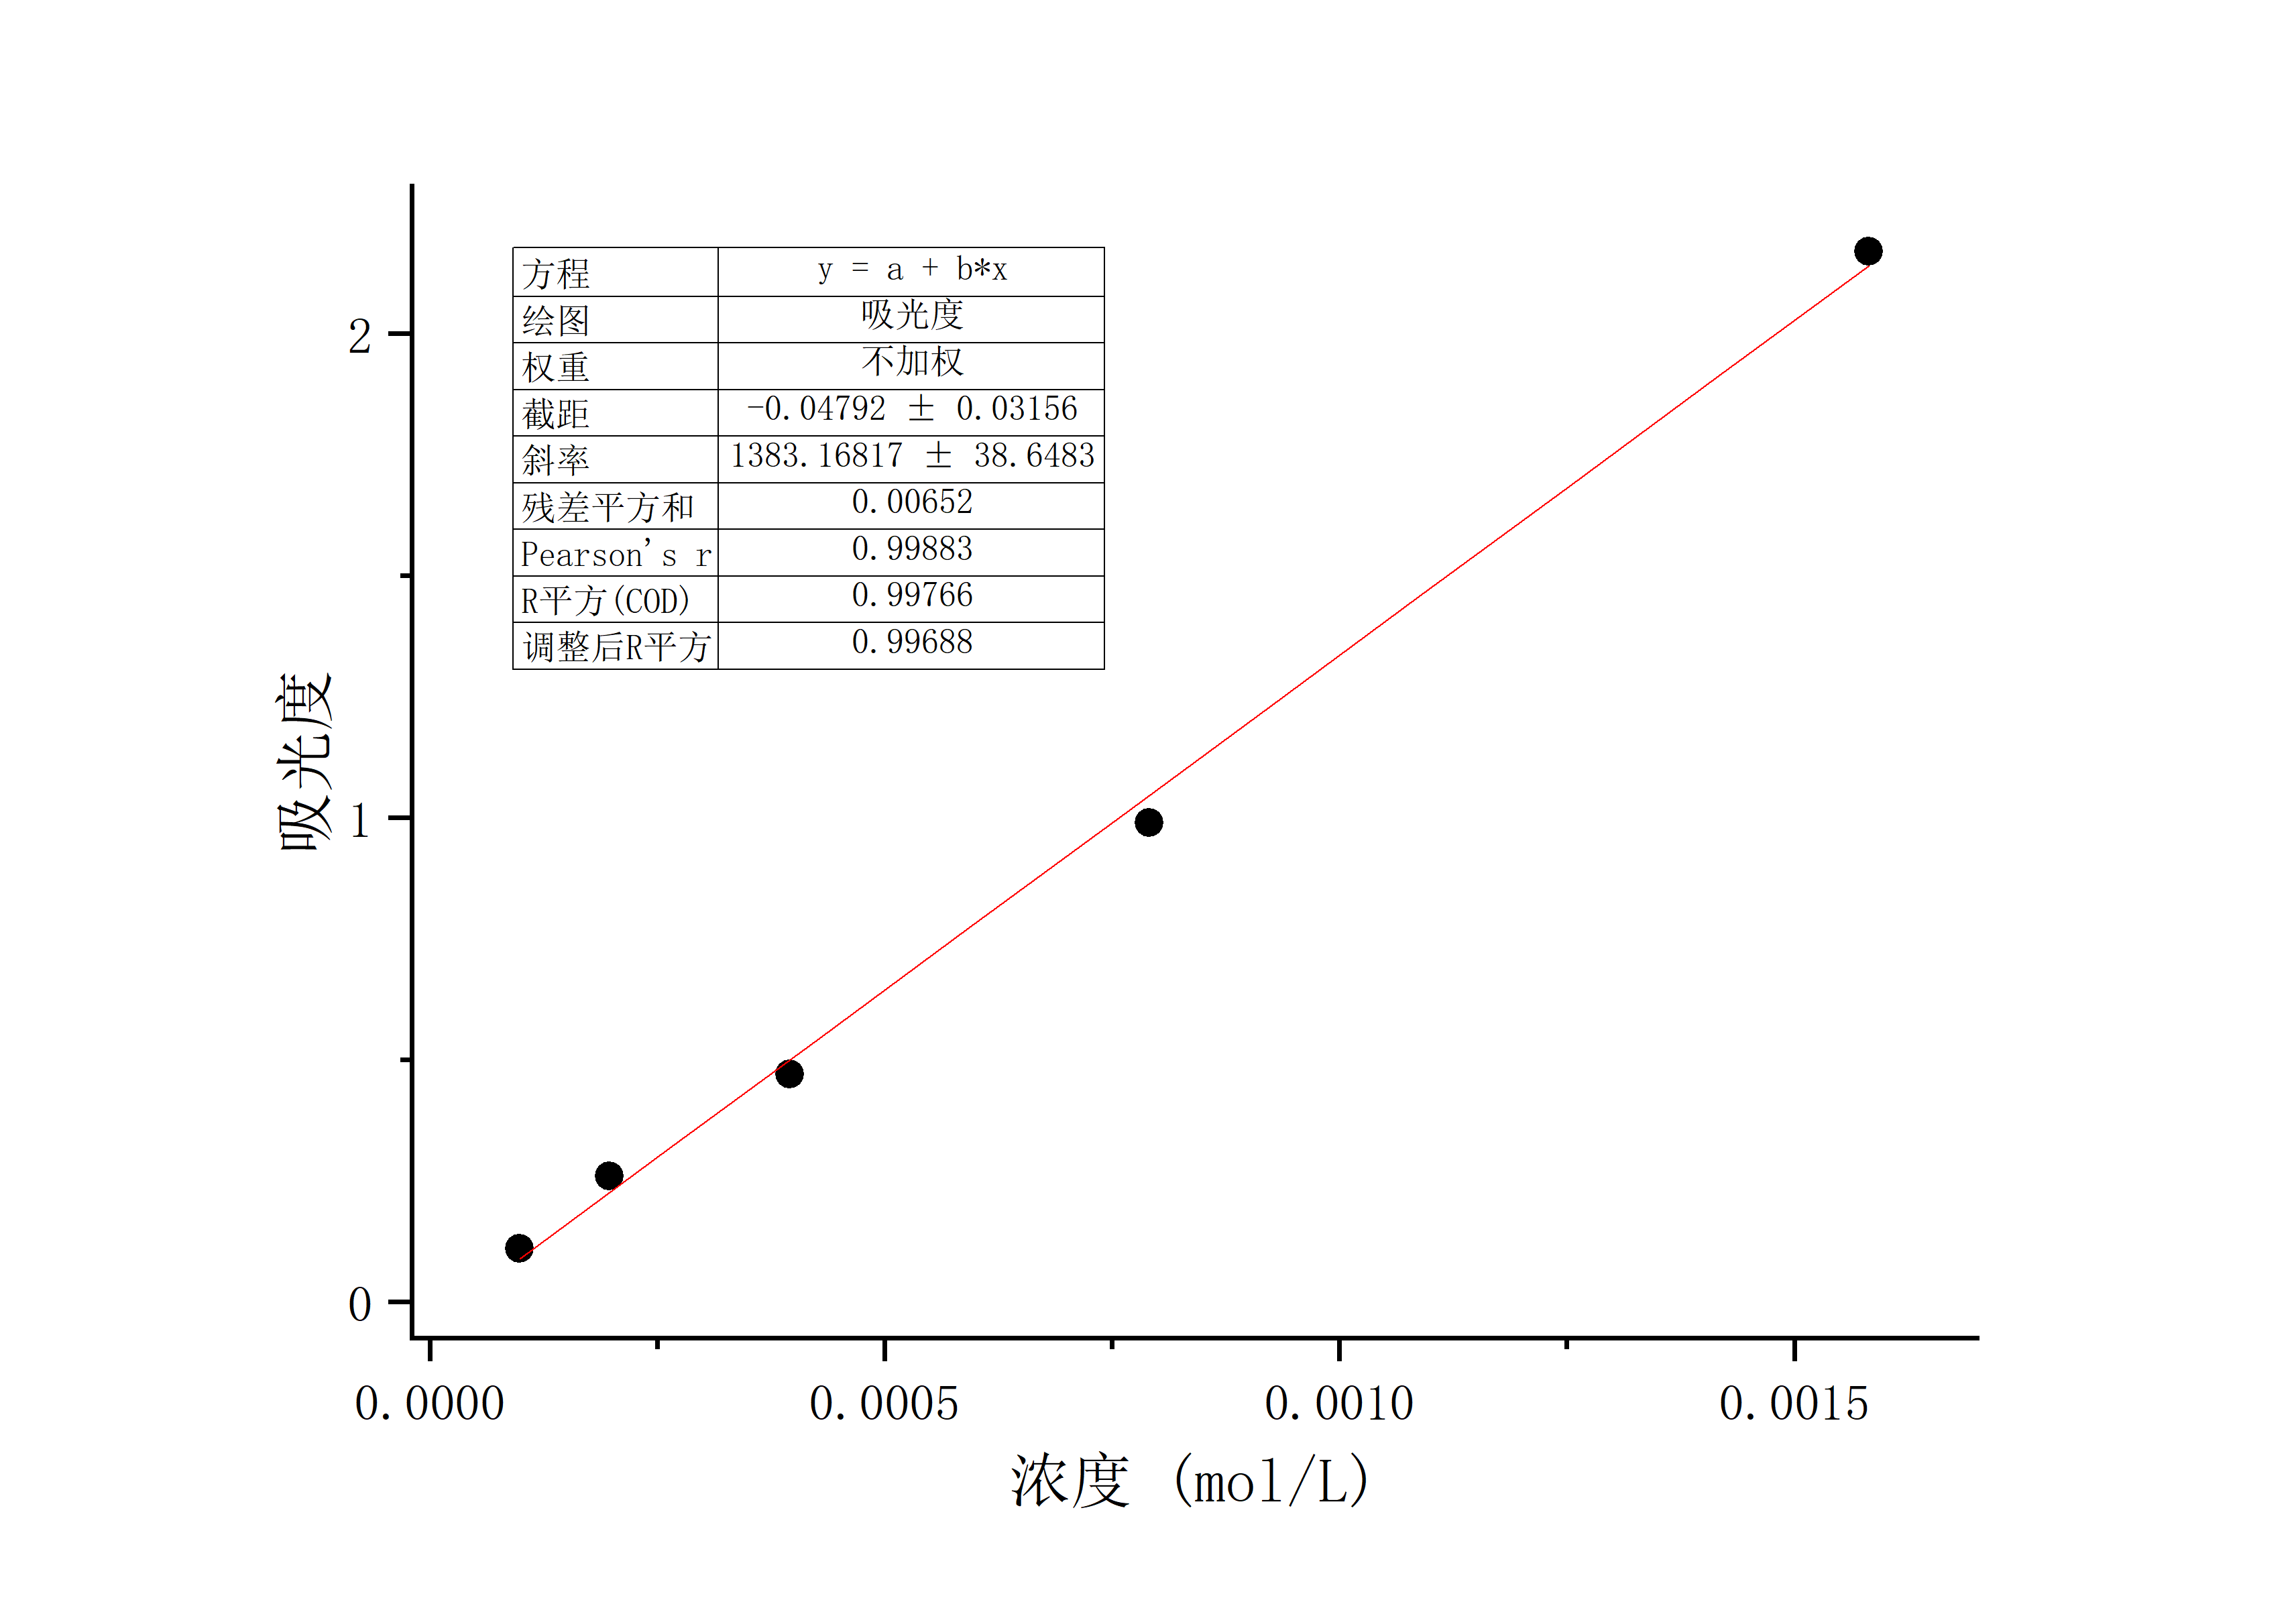 方程 y = a + b*x
绘图 吸光度
权重 不加权
截距 -0.04792 ± 0.03156
斜率 1383.16817 ± 38.6483
残差平方和 0.00652
Pearson's r 0.99883
R平方(COD) 0.99766
调整后R平方 0.99688
吸光度
2
1
0
0.0000 0.0005 0.0010 0.0015
浓度 (mol/L)